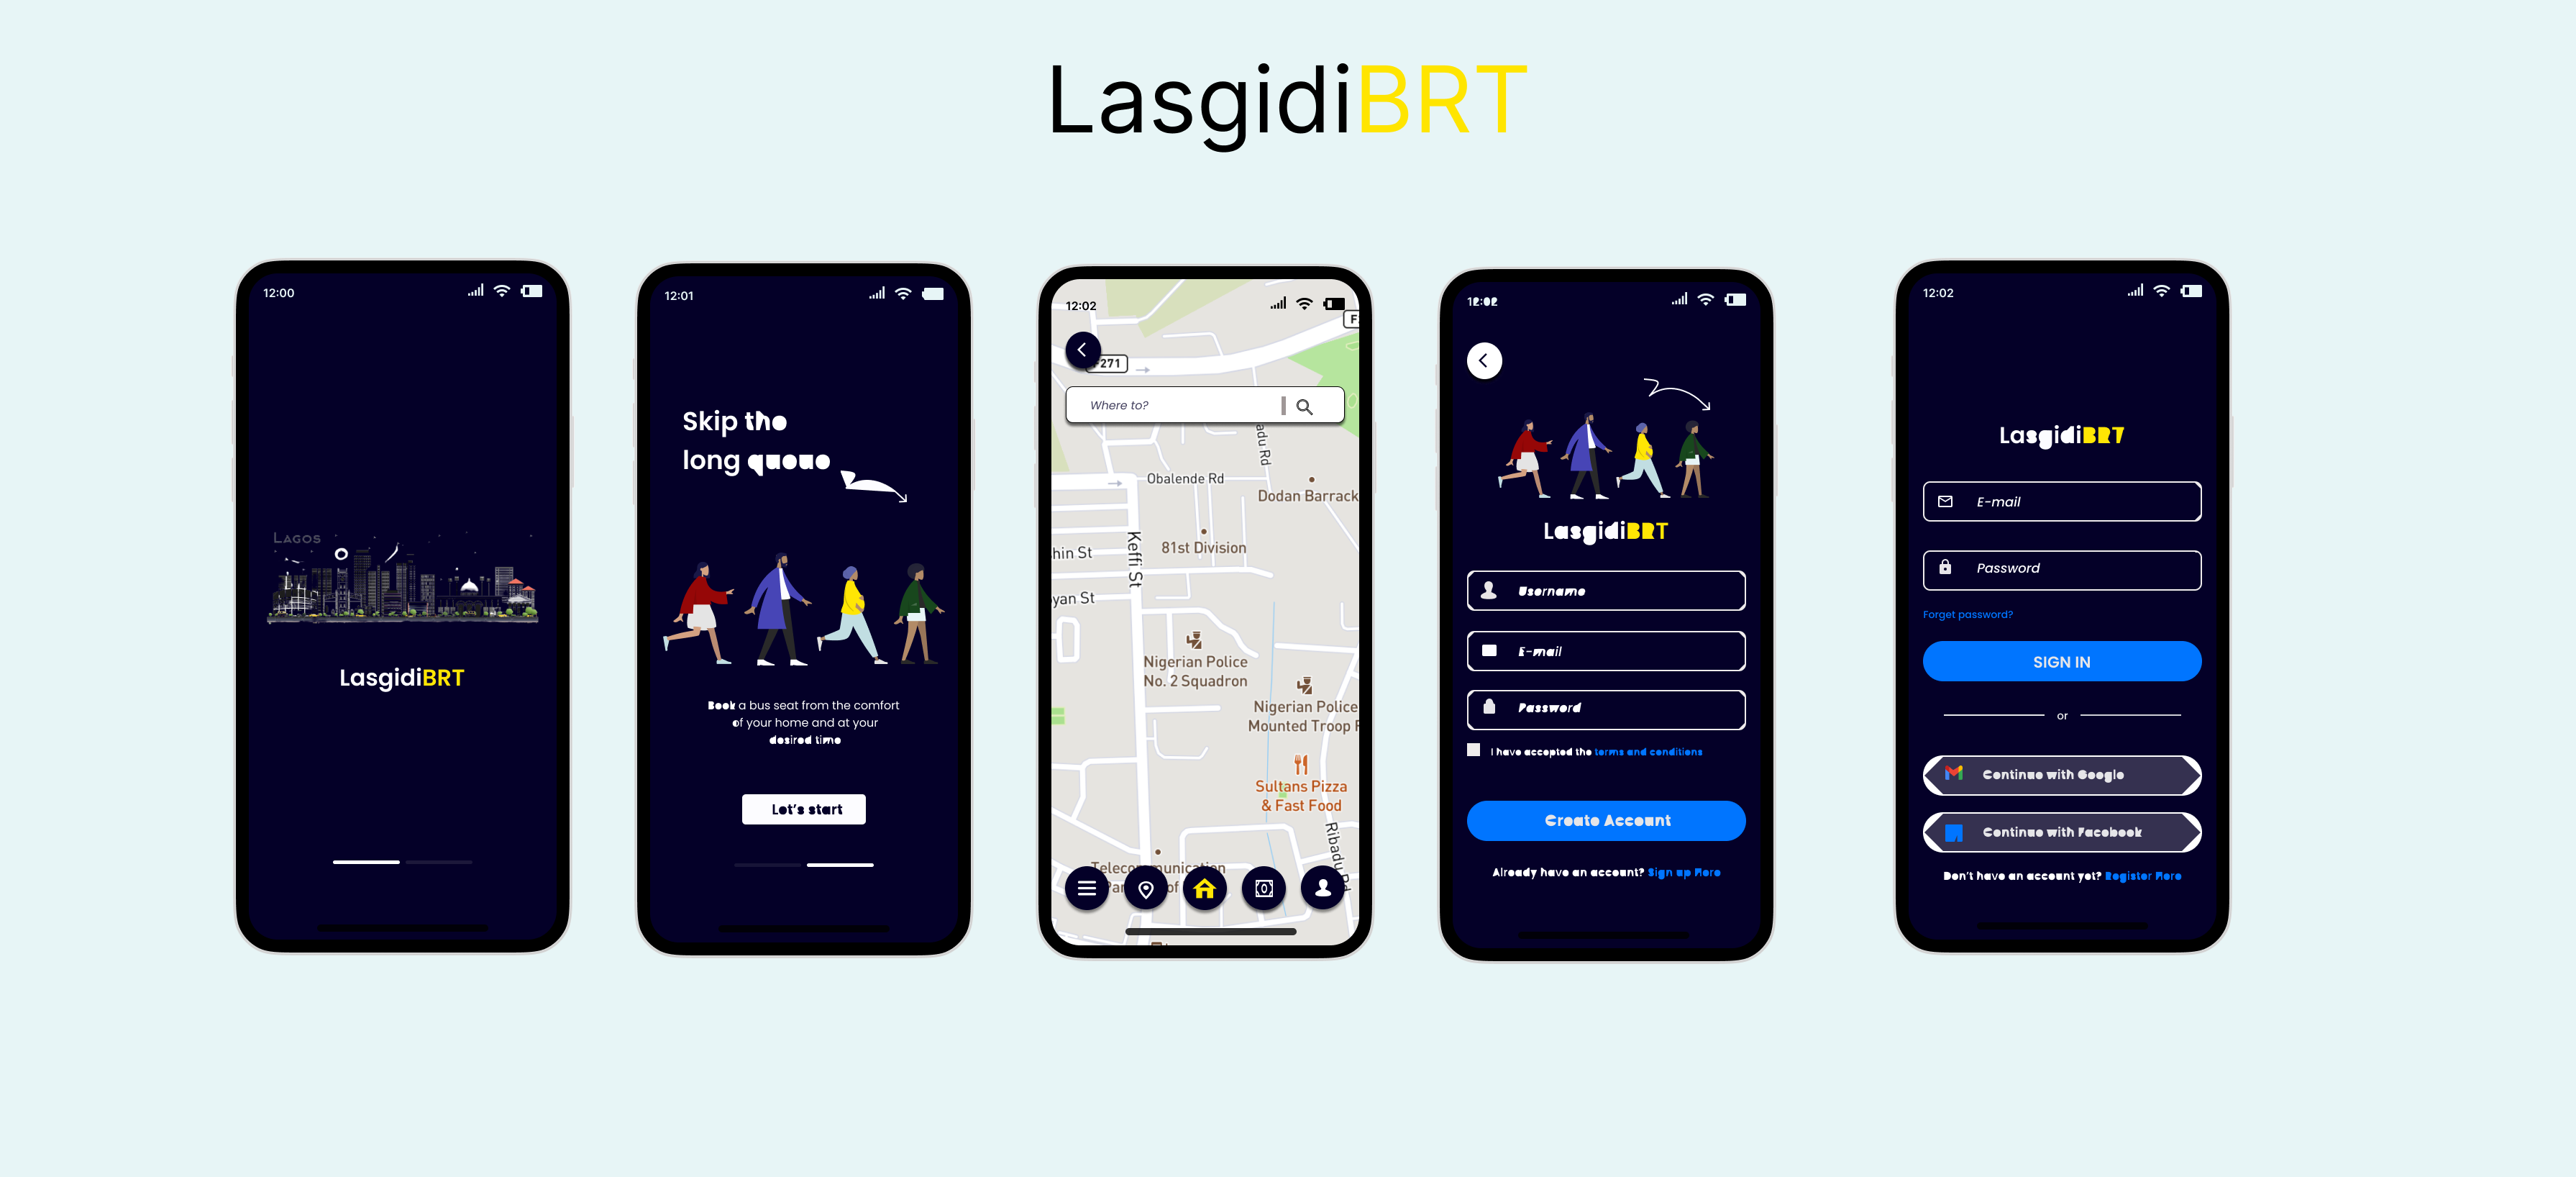 LasgidiBRT
12:00
LAGOS
LasgidiBRT
12:01
Skip the
long queue
Book a bus seat from the comfort
of your home and at your
desired time
Let's start
12:02
F271
Where to?
adu Rd
Obalende Rd
Dodan Barrack
Keffi St
81st Division
hin St
yan St
Nigerian Police
No. 2 Squadron
Nigerian Police
Mounted Troop F
Sultans Pizza
& Fast Food
Ribadu Rd
12:02
LasgidiBRT
Username
E-mail
Password
I have accepted the terms and conditions
Create Account
Already have an account? Sign up Here
12:02
LasgidiBRT
E-mail
Password
Forget password?
SIGN IN
or
Continue with Google
Continue with Facebook
Don't have an account yet? Register Here